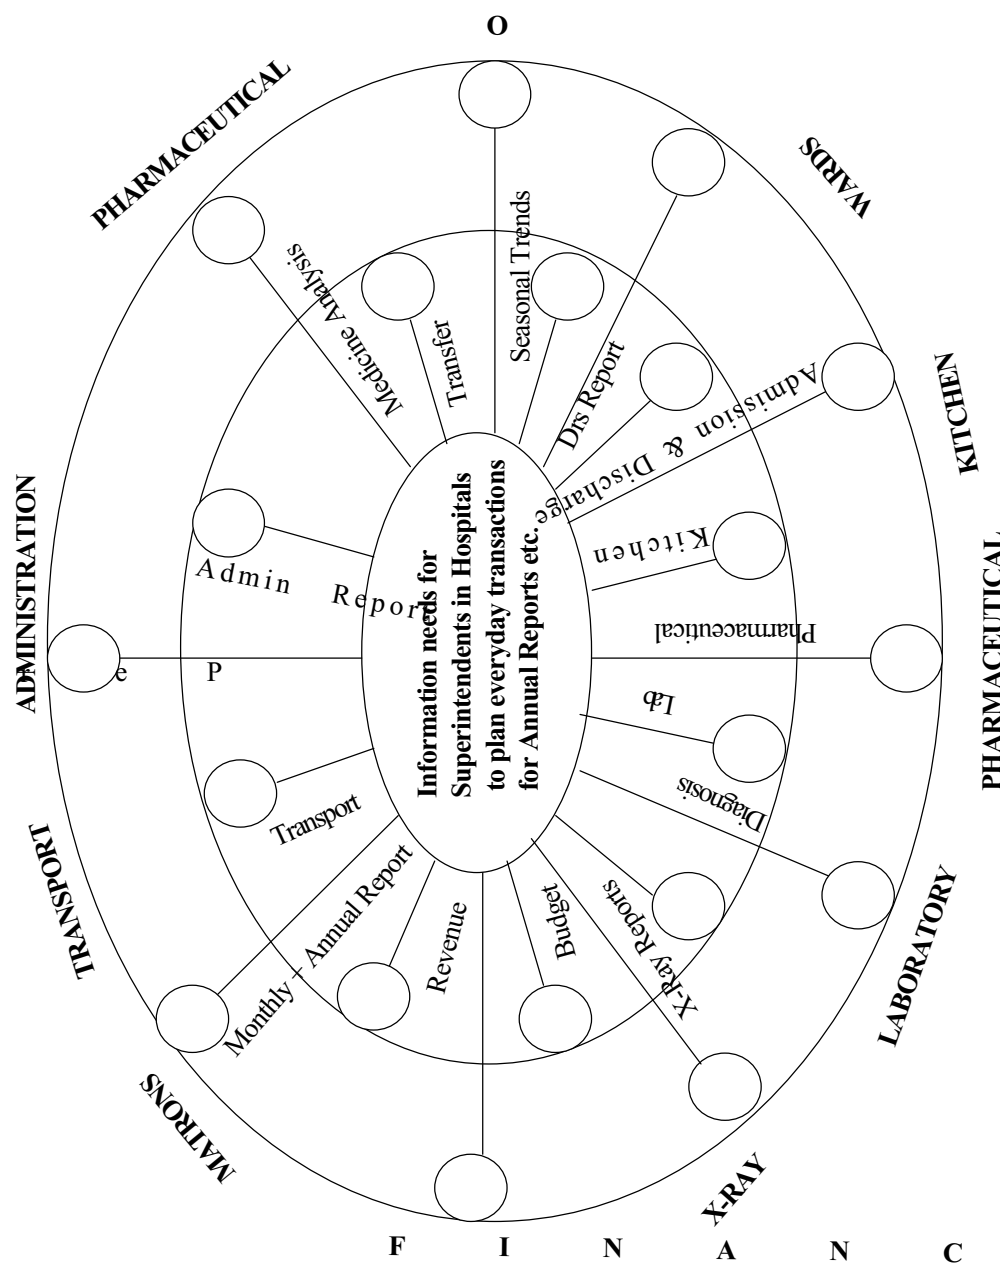 O
PHARMACEUTICAL
WARDS
KITCHEN
PHARMACEUTICAL
LABORATORY
X-RAY
F I N A N C
MATRONS
TRANSPORT
ADMINISTRATION
Medicine Analysis
Transfer
Seasonal Trends
Drs Report
Admission & Discharge
Kitchen
Pharmaceutical
Lab
Diagnosis
X-Ray Reports
Budget
Revenue
Monthly – Annual Report
Transport
e P
Admin Report
Information needs for
Superintendents in Hospitals
to plan everyday transactions
for Annual Reports etc.